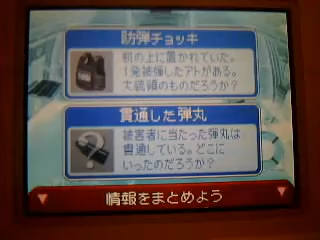 防弾チョッキ
机の上に置かれていた。
1発被弾したアトがある。
大統領のものだろうか？
貫通した弾丸
被害者に当たった弾丸は
貫通している。どこに
いったのだろうか？
情報をまとめよう